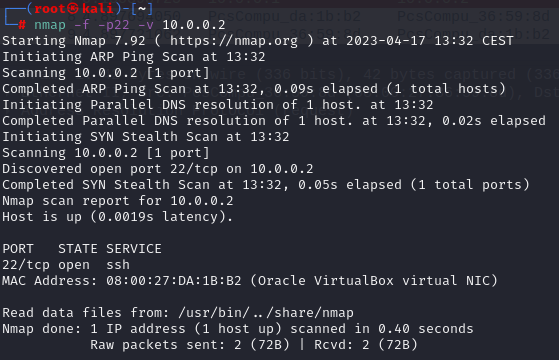 ┌──(root㉿kali)-[~]
└─# nmap -f -p22 -v 10.0.0.2
Starting Nmap 7.92 ( https://nmap.org ) at 2023-04-17 13:32 CEST
Initiating ARP Ping Scan at 13:32
Scanning 10.0.0.2 [1 port]
Completed ARP Ping Scan at 13:32, 0.09s elapsed (1 total hosts)
Initiating Parallel DNS resolution of 1 host. at 13:32
Completed Parallel DNS resolution of 1 host. at 13:32, 0.02s elapsed
Initiating SYN Stealth Scan at 13:32
Scanning 10.0.0.2 [1 port]
Discovered open port 22/tcp on 10.0.0.2
Completed SYN Stealth Scan at 13:32, 0.05s elapsed (1 total ports)
Nmap scan report for 10.0.0.2
Host is up (0.0019s latency).
PORT   STATE SERVICE
22/tcp open  ssh
MAC Address: 08:00:27:DA:1B:B2 (Oracle VirtualBox virtual NIC)
Read data files from: /usr/bin/../share/nmap
Nmap done: 1 IP address (1 host up) scanned in 0.40 seconds
Raw packets sent: 2 (72B) | Rcvd: 2 (72B)